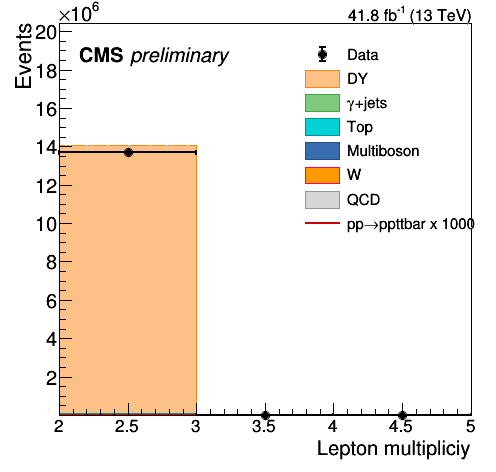 ×10⁶
41.8 fb⁻¹ (13 TeV)
Events
CMS preliminary
Data
DY
γ+jets
Top
Multiboson
W
QCD
pp→ppttbar x 1000
20
18
16
14
12
10
8
6
4
2
2 2.5 3 3.5 4 4.5 5
Lepton multipliciy